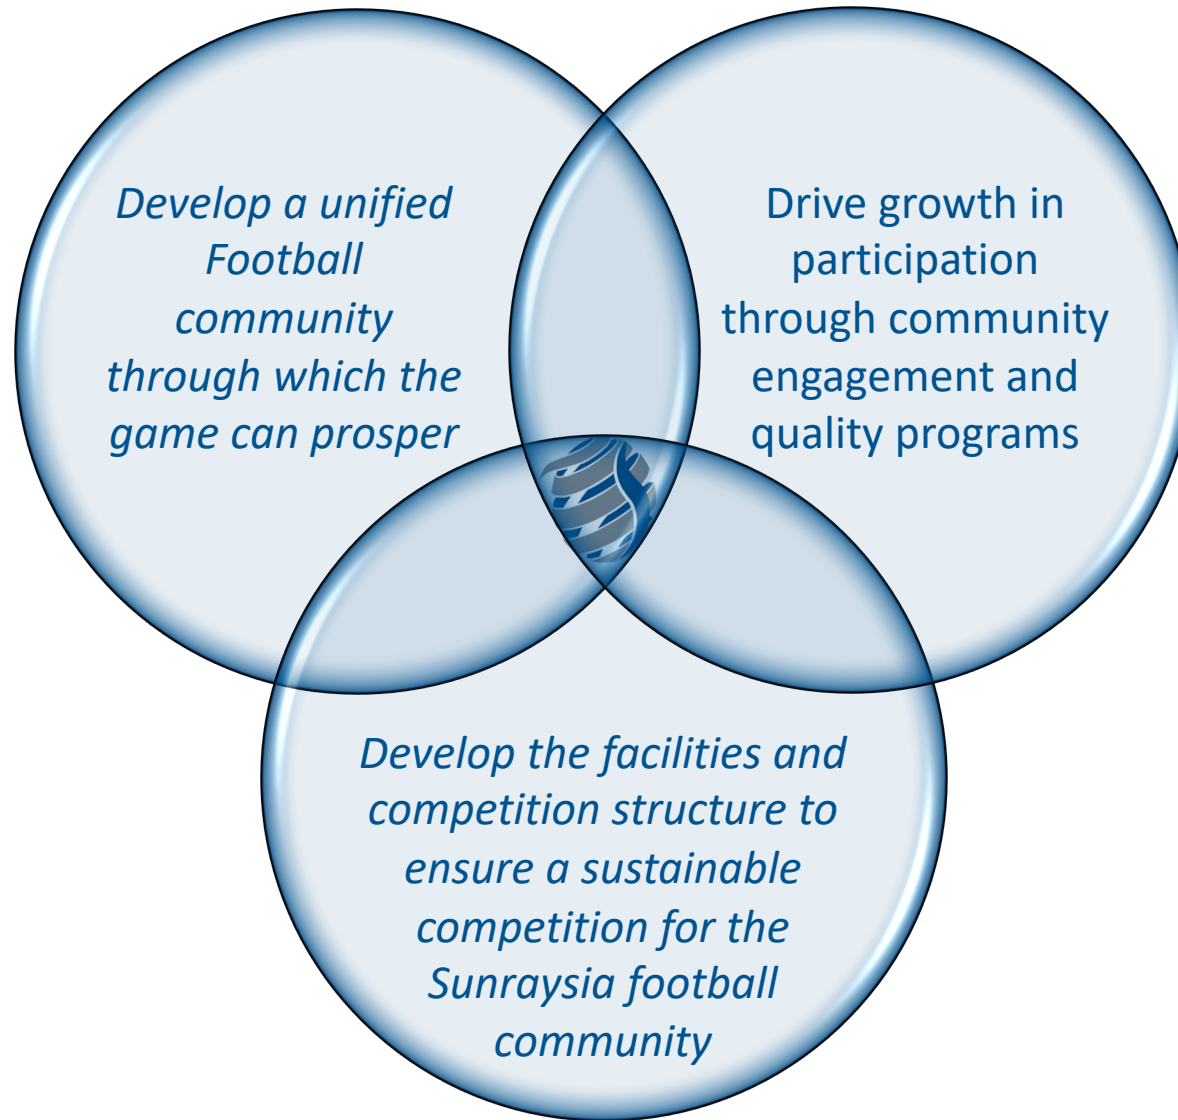 Develop a unified
Football
community
through which the
game can prosper
Drive growth in
participation
through community
engagement and
quality programs
Develop the facilities and
competition structure to
ensure a sustainable
competition for the
Sunraysia football
community